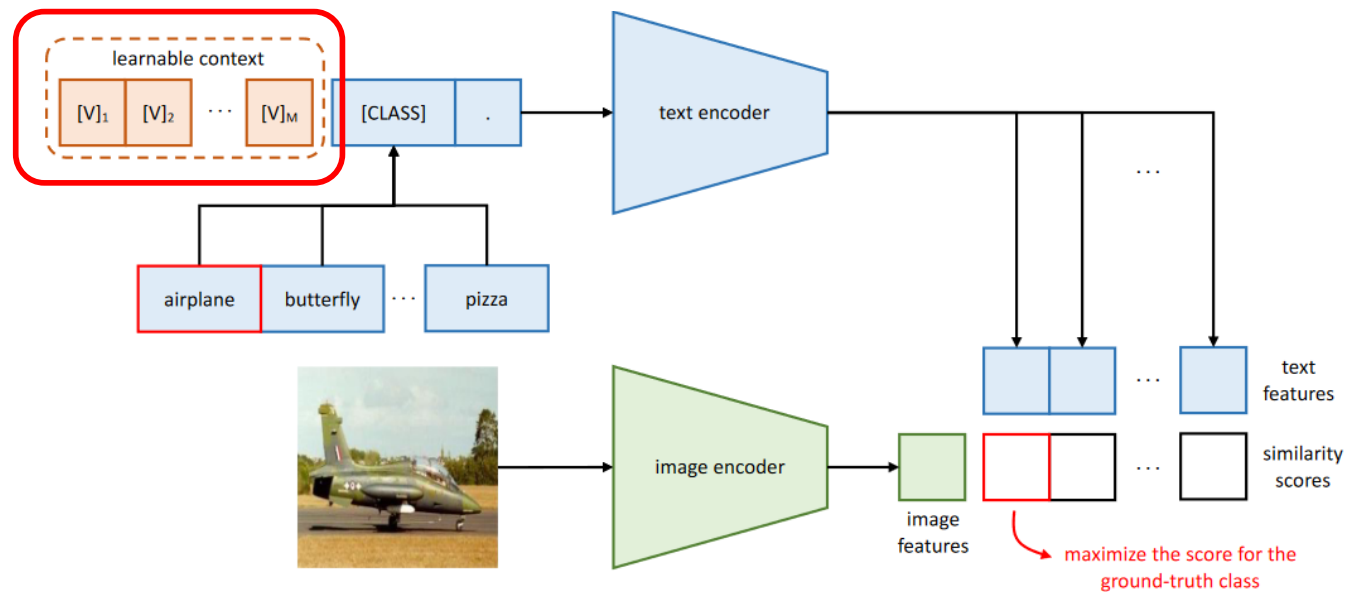 learnable context
[V]₁ [V]₂ ... [V]M [CLASS] .
text encoder
...
airplane butterfly ... pizza
... text
features
image encoder
... similarity
scores
image
features
maximize the score for the
ground-truth class